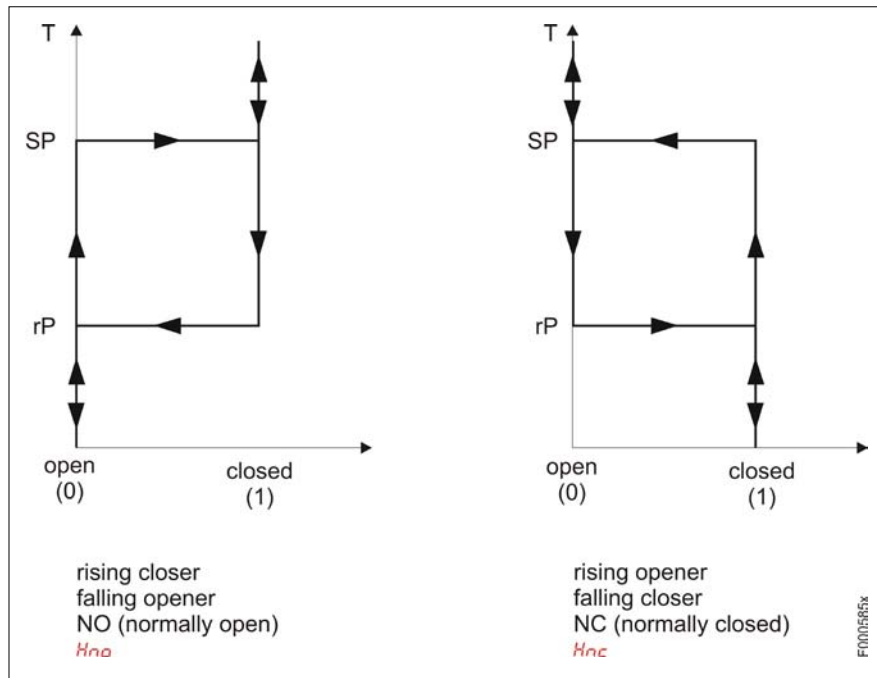 T
SP
rP
open
(0)
closed
(1)
rising closer
falling opener
NO (normally open)
T
SP
rP
open
(0)
closed
(1)
rising opener
falling closer
NC (normally closed)
F000585x